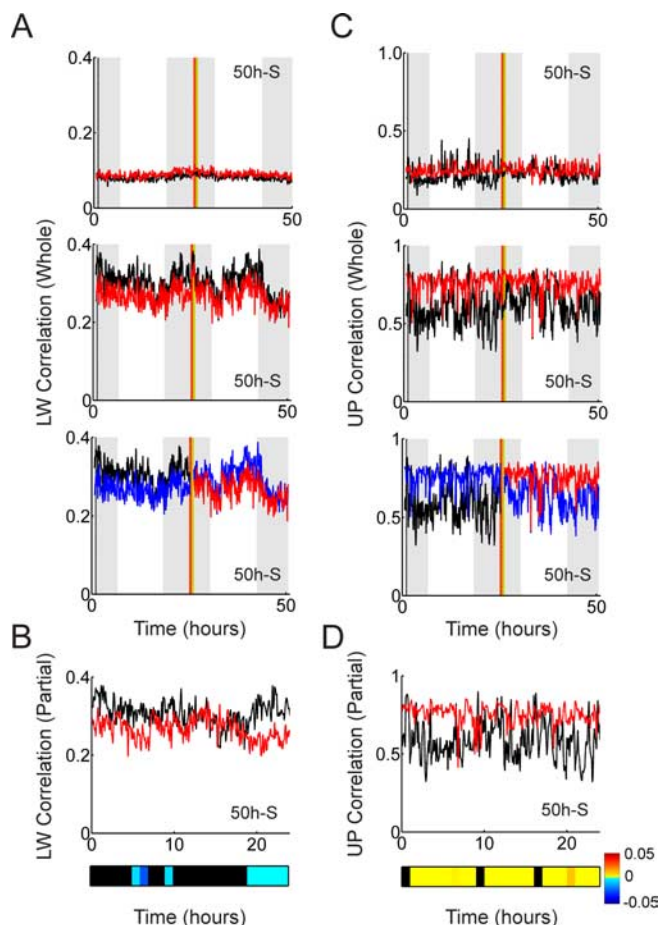 A
C
0.4
50h-S
0.2
0
0
50
1.0
50h-S
0.5
0
0
50
LW Correlation (Whole)
0.4
0.2
0
50h-S
0
50
UP Correlation (Whole)
1
0.5
0
50h-S
0
50
0.4
0.2
0
50h-S
0
50
Time (hours)
1
0.5
0
50h-S
0
50
Time (hours)
B
D
LW Correlation (Partial)
0.4
0.2
0
50h-S
0
10
20
Time (hours)
UP Correlation (Partial)
1
0.5
0
50h-S
0
10
20
Time (hours)
0.05
0
-0.05